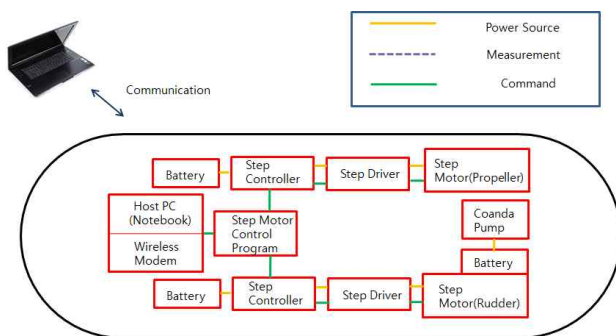 Power Source
Measurement
Command
Communication
Battery
Step
Controller
Step Driver
Step
Motor(Propeller)
Host PC
(Notebook)
Wireless
Modem
Step Motor
Control
Program
Coanda
Pump
Battery
Battery
Step
Controller
Step Driver
Step
Motor(Rudder)